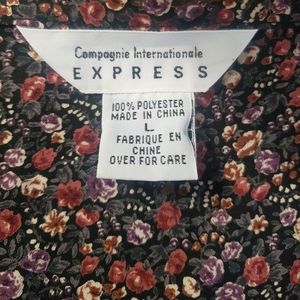 Compagnie Internationale
EXPRESS
100% POLYESTER
MADE IN CHINA
L
FABRIQUE EN
CHINE
OVER FOR CARE